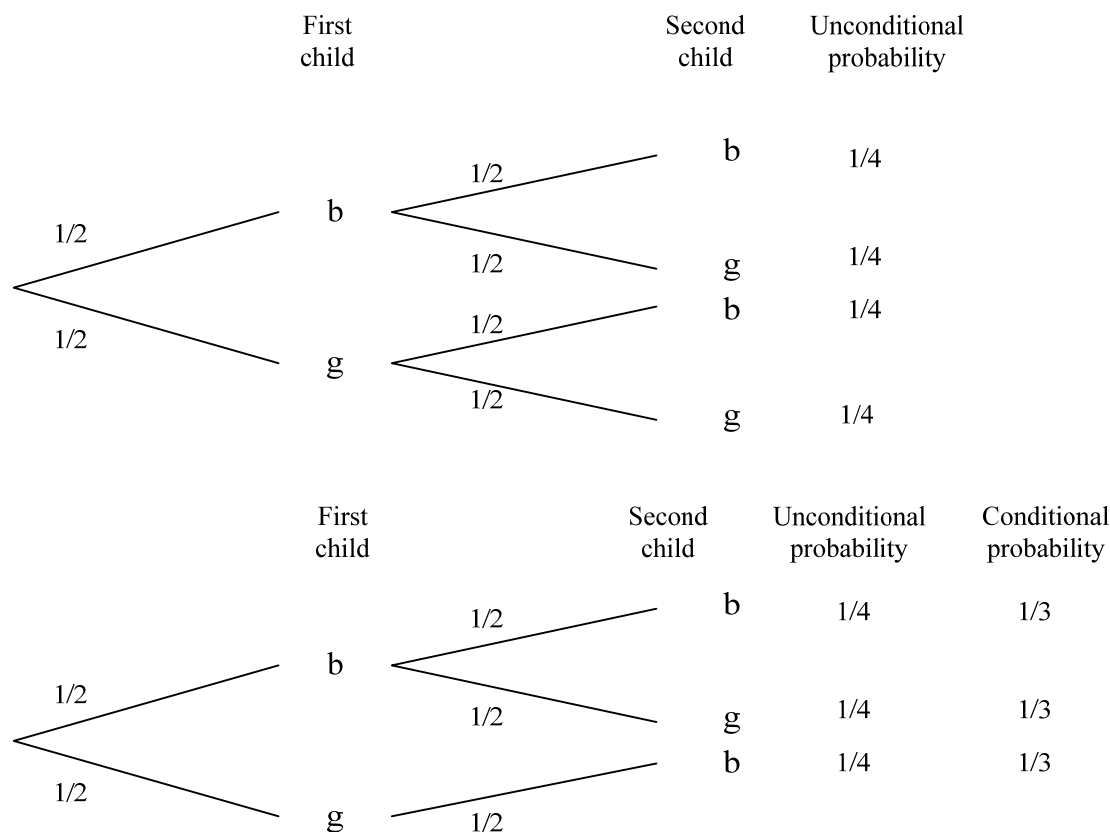 First child
Second child
Unconditional probability
1/2
b
1/4
1/2
b
1/2
g
1/4
1/2
1/2
b
1/4
g
1/2
g
1/4
First child
Second child
Unconditional probability
Conditional probability
1/2
b
1/4
1/3
1/2
b
1/2
g
1/4
1/3
b
1/4
1/3
1/2
g
1/2